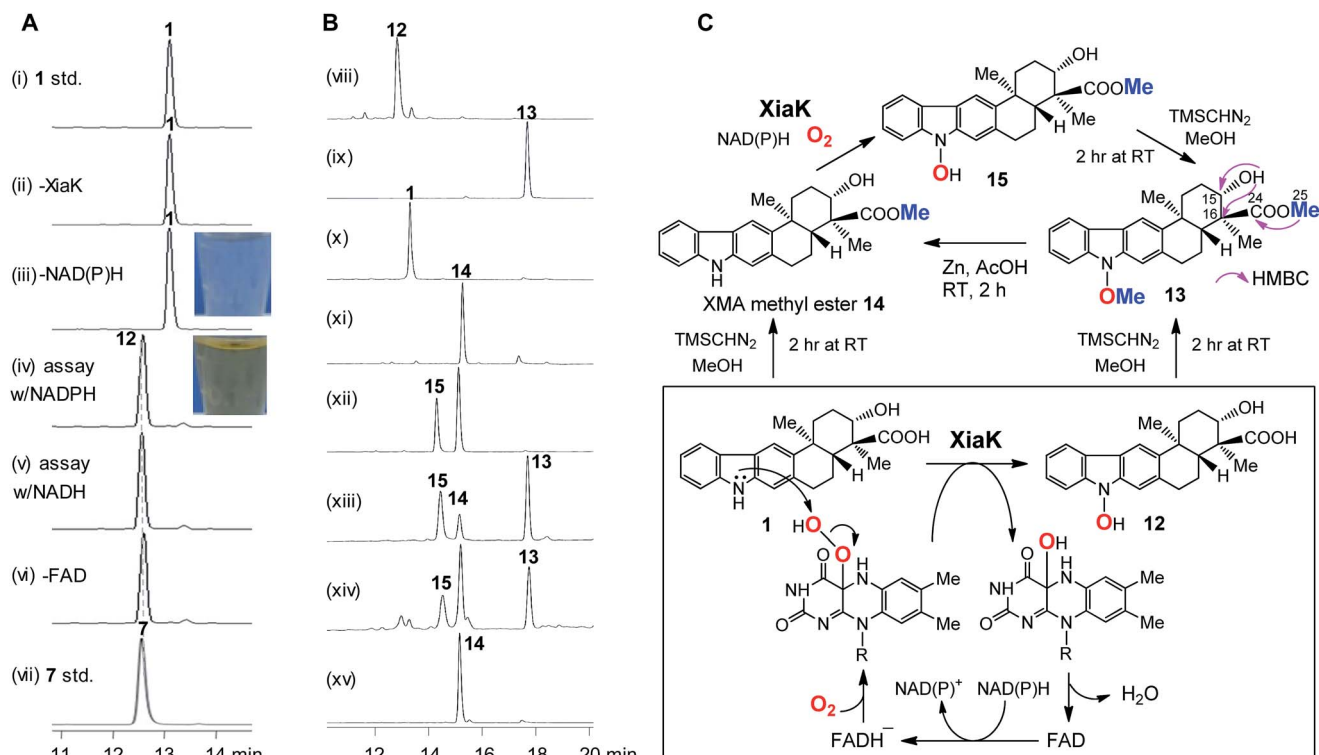 A
1
(i) 1 std.
1
(ii) -XiaK
1
(iii) -NAD(P)H
12
(iv) assay
w/NADPH
(v) assay
w/NADH
(vi) -FAD
7
(vii) 7 std.
11 12 13 14 min
B
12
(viii)
13
(ix)
1
(x)
14
(xi)
15
(xii)
13
15
14
(xiii)
13
15
(xiv)
14
(xv)
12 14 16 18 20 min
C
OH
Me
COOMe
Me
H
N
OH
15
XiaK
NAD(P)H O2
TMSCHN2
MeOH
2 hr at RT
OH
Me
COOMe
Me
H
N
H
XMA methyl ester 14
Zn, AcOH
RT, 2 h
OH
Me
15
24
25
16
COOMe
Me
H
N
OMe
13
HMBC
TMSCHN2
MeOH
2 hr at RT
TMSCHN2
MeOH
2 hr at RT
OH
Me
COOH
Me
H
N
H
1
XiaK
OH
Me
COOH
Me
H
N
OH
12
HO
O
O
H
N
NH
Me
Me
O
N
N
R
OH
O
H
N
NH
Me
Me
O
N
N
R
O2
NAD(P)+
NAD(P)H
H2O
FADH−
FAD